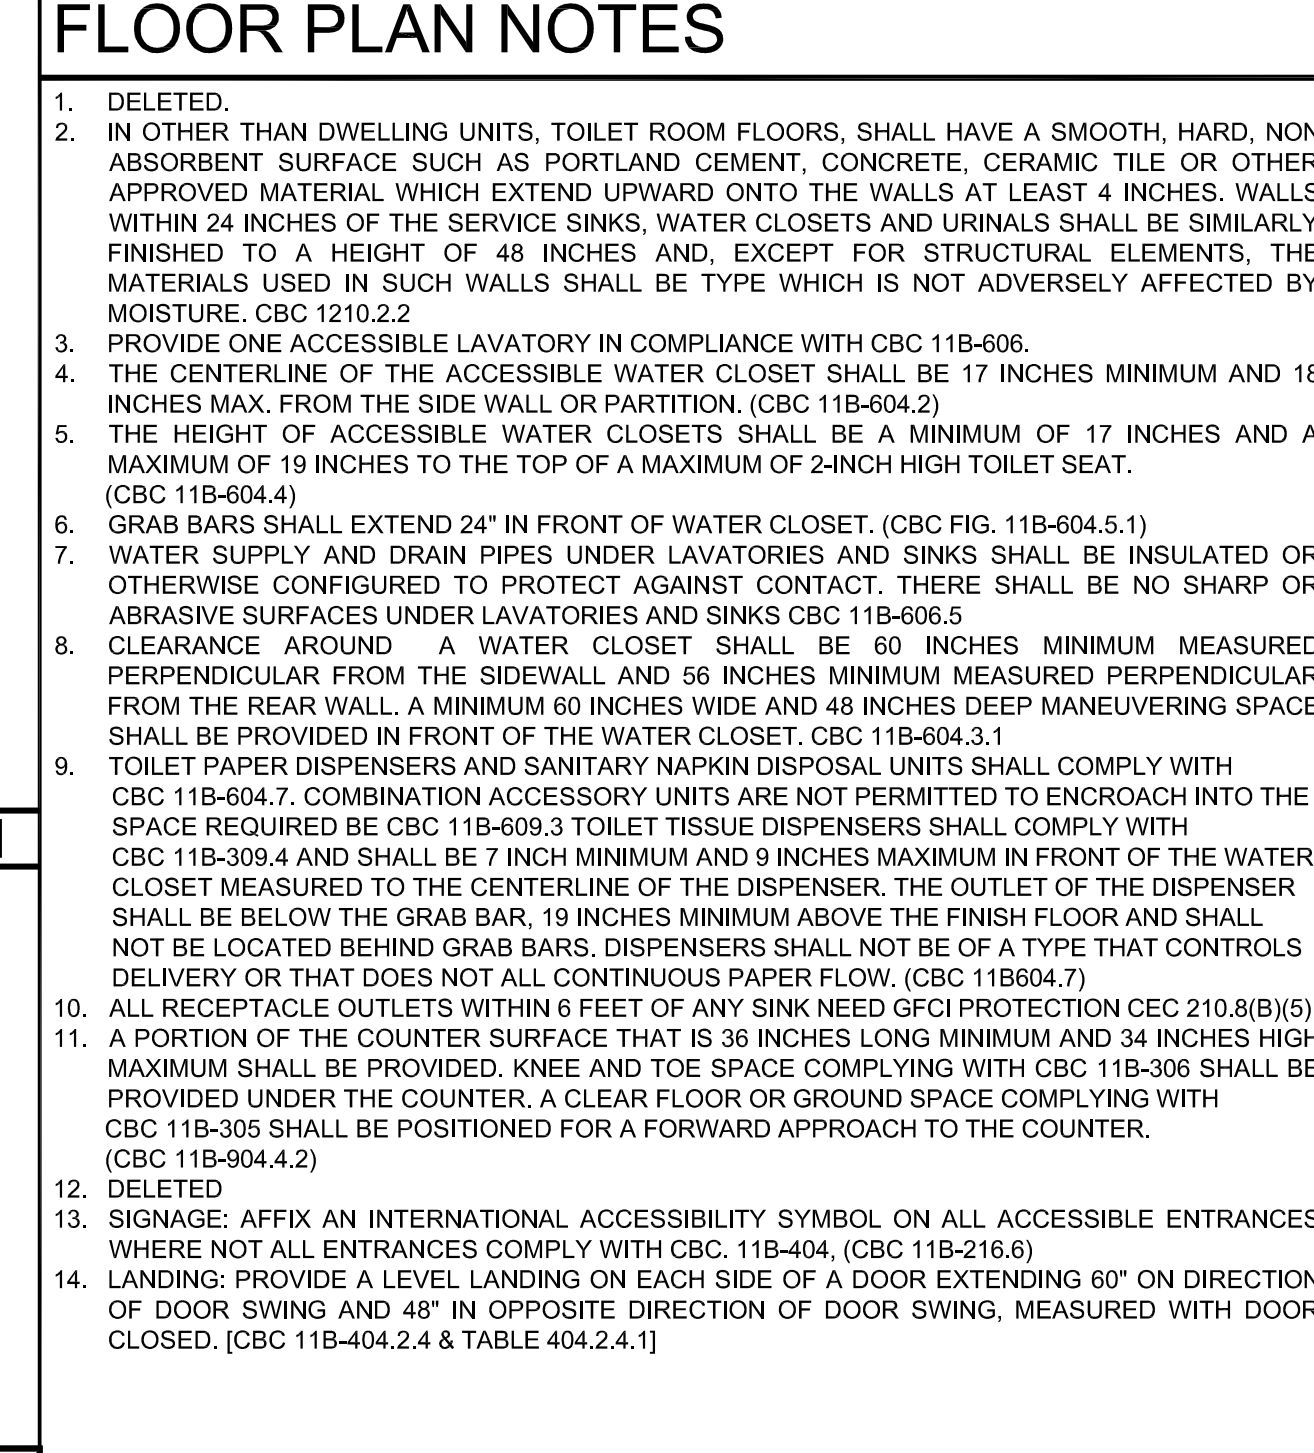 FLOOR PLAN NOTES
1. DELETED.
2. IN OTHER THAN DWELLING UNITS, TOILET ROOM FLOORS, SHALL HAVE A SMOOTH, HARD, NON
ABSORBENT SURFACE SUCH AS PORTLAND CEMENT, CONCRETE, CERAMIC TILE OR OTHER
APPROVED MATERIAL WHICH EXTEND UPWARD ONTO THE WALLS AT LEAST 4 INCHES. WALLS
WITHIN 24 INCHES OF THE SERVICE SINKS, WATER CLOSETS AND URINALS SHALL BE SIMILARLY
FINISHED TO A HEIGHT OF 48 INCHES AND, EXCEPT FOR STRUCTURAL ELEMENTS, THE
MATERIALS USED IN SUCH WALLS SHALL BE TYPE WHICH IS NOT ADVERSELY AFFECTED BY
MOISTURE. CBC 1210.2.2
3. PROVIDE ONE ACCESSIBLE LAVATORY IN COMPLIANCE WITH CBC 11B-606.
4. THE CENTERLINE OF THE ACCESSIBLE WATER CLOSET SHALL BE 17 INCHES MINIMUM AND 18
INCHES MAX. FROM THE SIDE WALL OR PARTITION. (CBC 11B-604.2)
5. THE HEIGHT OF ACCESSIBLE WATER CLOSETS SHALL BE A MINIMUM OF 17 INCHES AND A
MAXIMUM OF 19 INCHES TO THE TOP OF A MAXIMUM OF 2-INCH HIGH TOILET SEAT.
(CBC 11B-604.4)
6. GRAB BARS SHALL EXTEND 24" IN FRONT OF WATER CLOSET. (CBC FIG. 11B-604.5.1)
7. WATER SUPPLY AND DRAIN PIPES UNDER LAVATORIES AND SINKS SHALL BE INSULATED OR
OTHERWISE CONFIGURED TO PROTECT AGAINST CONTACT. THERE SHALL BE NO SHARP OR
ABRASIVE SURFACES UNDER LAVATORIES AND SINKS CBC 11B-606.5
8. CLEARANCE AROUND A WATER CLOSET SHALL BE 60 INCHES MINIMUM MEASURED
PERPENDICULAR FROM THE SIDEWALL AND 56 INCHES MINIMUM MEASURED PERPENDICULAR
FROM THE REAR WALL. A MINIMUM 60 INCHES WIDE AND 48 INCHES DEEP MANEUVERING SPACE
SHALL BE PROVIDED IN FRONT OF THE WATER CLOSET. CBC 11B-604.3.1
9. TOILET PAPER DISPENSERS AND SANITARY NAPKIN DISPOSAL UNITS SHALL COMPLY WITH
CBC 11B-604.7. COMBINATION ACCESSORY UNITS ARE NOT PERMITTED TO ENCROACH INTO THE
SPACE REQUIRED BE CBC 11B-609.3 TOILET TISSUE DISPENSERS SHALL COMPLY WITH
CBC 11B-309.4 AND SHALL BE 7 INCH MINIMUM AND 9 INCHES MAXIMUM IN FRONT OF THE WATER
CLOSET MEASURED TO THE CENTERLINE OF THE DISPENSER. THE OUTLET OF THE DISPENSER
SHALL BE BELOW THE GRAB BAR, 19 INCHES MINIMUM ABOVE THE FINISH FLOOR AND SHALL
NOT BE LOCATED BEHIND GRAB BARS. DISPENSERS SHALL NOT BE OF A TYPE THAT CONTROLS
DELIVERY OR THAT DOES NOT ALL CONTINUOUS PAPER FLOW. (CBC 11B604.7)
10. ALL RECEPTACLE OUTLETS WITHIN 6 FEET OF ANY SINK NEED GFCI PROTECTION CEC 210.8(B)(5)
11. A PORTION OF THE COUNTER SURFACE THAT IS 36 INCHES LONG MINIMUM AND 34 INCHES HIGH
MAXIMUM SHALL BE PROVIDED. KNEE AND TOE SPACE COMPLYING WITH CBC 11B-306 SHALL BE
PROVIDED UNDER THE COUNTER. A CLEAR FLOOR OR GROUND SPACE COMPLYING WITH
CBC 11B-305 SHALL BE POSITIONED FOR A FORWARD APPROACH TO THE COUNTER.
(CBC 11B-904.4.2)
12. DELETED
13. SIGNAGE: AFFIX AN INTERNATIONAL ACCESSIBILITY SYMBOL ON ALL ACCESSIBLE ENTRANCES
WHERE NOT ALL ENTRANCES COMPLY WITH CBC. 11B-404, (CBC 11B-216.6)
14. LANDING: PROVIDE A LEVEL LANDING ON EACH SIDE OF A DOOR EXTENDING 60" ON DIRECTION
OF DOOR SWING AND 48" IN OPPOSITE DIRECTION OF DOOR SWING, MEASURED WITH DOOR
CLOSED. [CBC 11B-404.2.4 & TABLE 404.2.4.1]